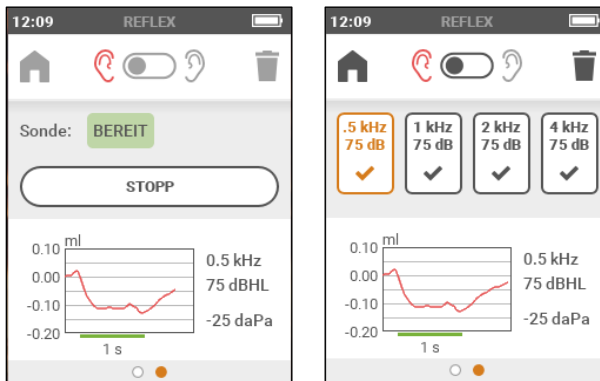 12:09 REFLEX
Sonde: BEREIT
STOPP
ml
0.10
0.00
-0.10
-0.20
0.5 kHz
75 dBHL
-25 daPa
1 s
12:09 REFLEX
.5 kHz 1 kHz 2 kHz 4 kHz
75 dB 75 dB 75 dB 75 dB
ml
0.10
0.00
-0.10
-0.20
0.5 kHz
75 dBHL
-25 daPa
1 s